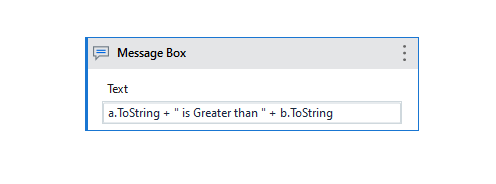 Message Box
Text
a.ToString + " is Greater than " + b.ToString